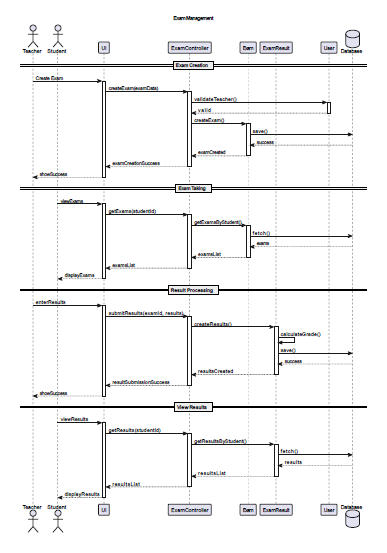 ExamManagement
Teacher Student UI ExamController Exam ExamResult User Database
Exam Creation
Create Exam
createExam(examData)
validateTeacher()
valid
createExam()
save()
success
examCreated
examCreationSuccess
showSuccess
Exam Taking
viewExams
getExams(studentId)
getExamsByStudent()
fetch()
exams
examsList
examsList
displayExams
Result Processing
enterResults
submitResults(examId, results)
createResults()
calculateGrade()
save()
success
resultsCreated
resultSubmissionSuccess
showSuccess
View Results
viewResults
getResults(studentId)
getResultsByStudent()
fetch()
results
resultsList
resultsList
displayResults
Teacher Student UI ExamController Exam ExamResult User Database